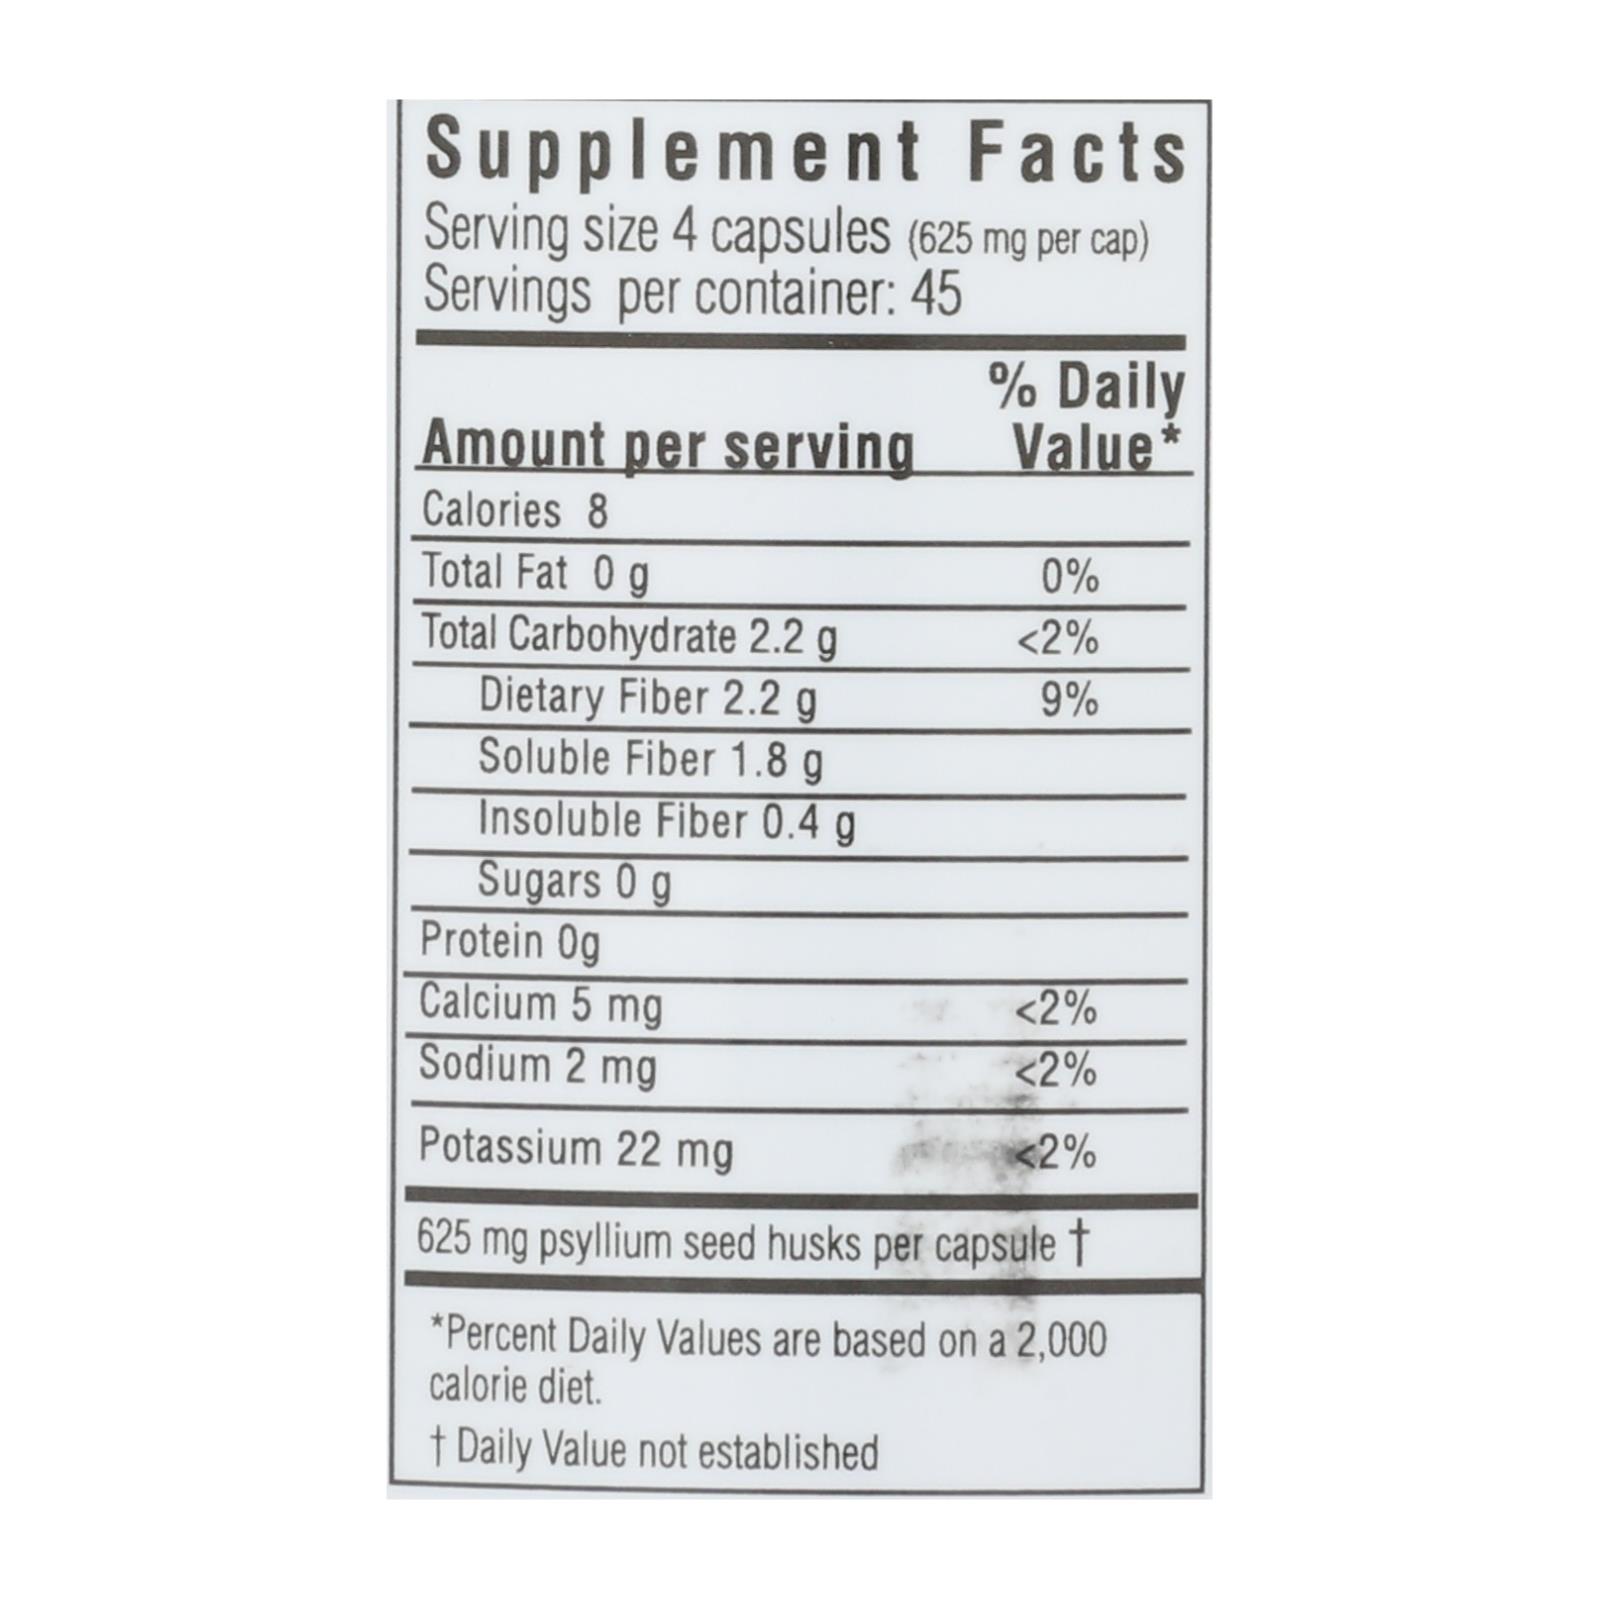 Supplement Facts
Serving size 4 capsules (625 mg per cap)
Servings per container: 45
% Daily
Amount per serving Value*
Calories 8
Total Fat 0 g 0%
Total Carbohydrate 2.2 g <2%
Dietary Fiber 2.2 g 9%
Soluble Fiber 1.8 g
Insoluble Fiber 0.4 g
Sugars 0 g
Protein 0g
Calcium 5 mg <2%
Sodium 2 mg <2%
Potassium 22 mg <2%
625 mg psyllium seed husks per capsule †
*Percent Daily Values are based on a 2,000
calorie diet.
† Daily Value not established